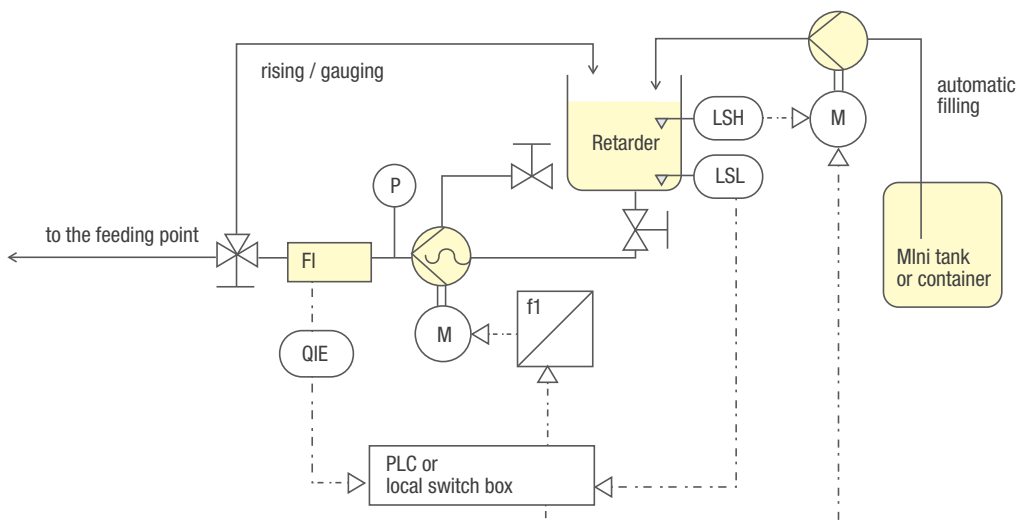 rising / gauging
automatic
filling
LSH
M
Retarder
P
LSL
to the feeding point
FI
MIni tank
or container
f1
M
QIE
PLC or
local switch box